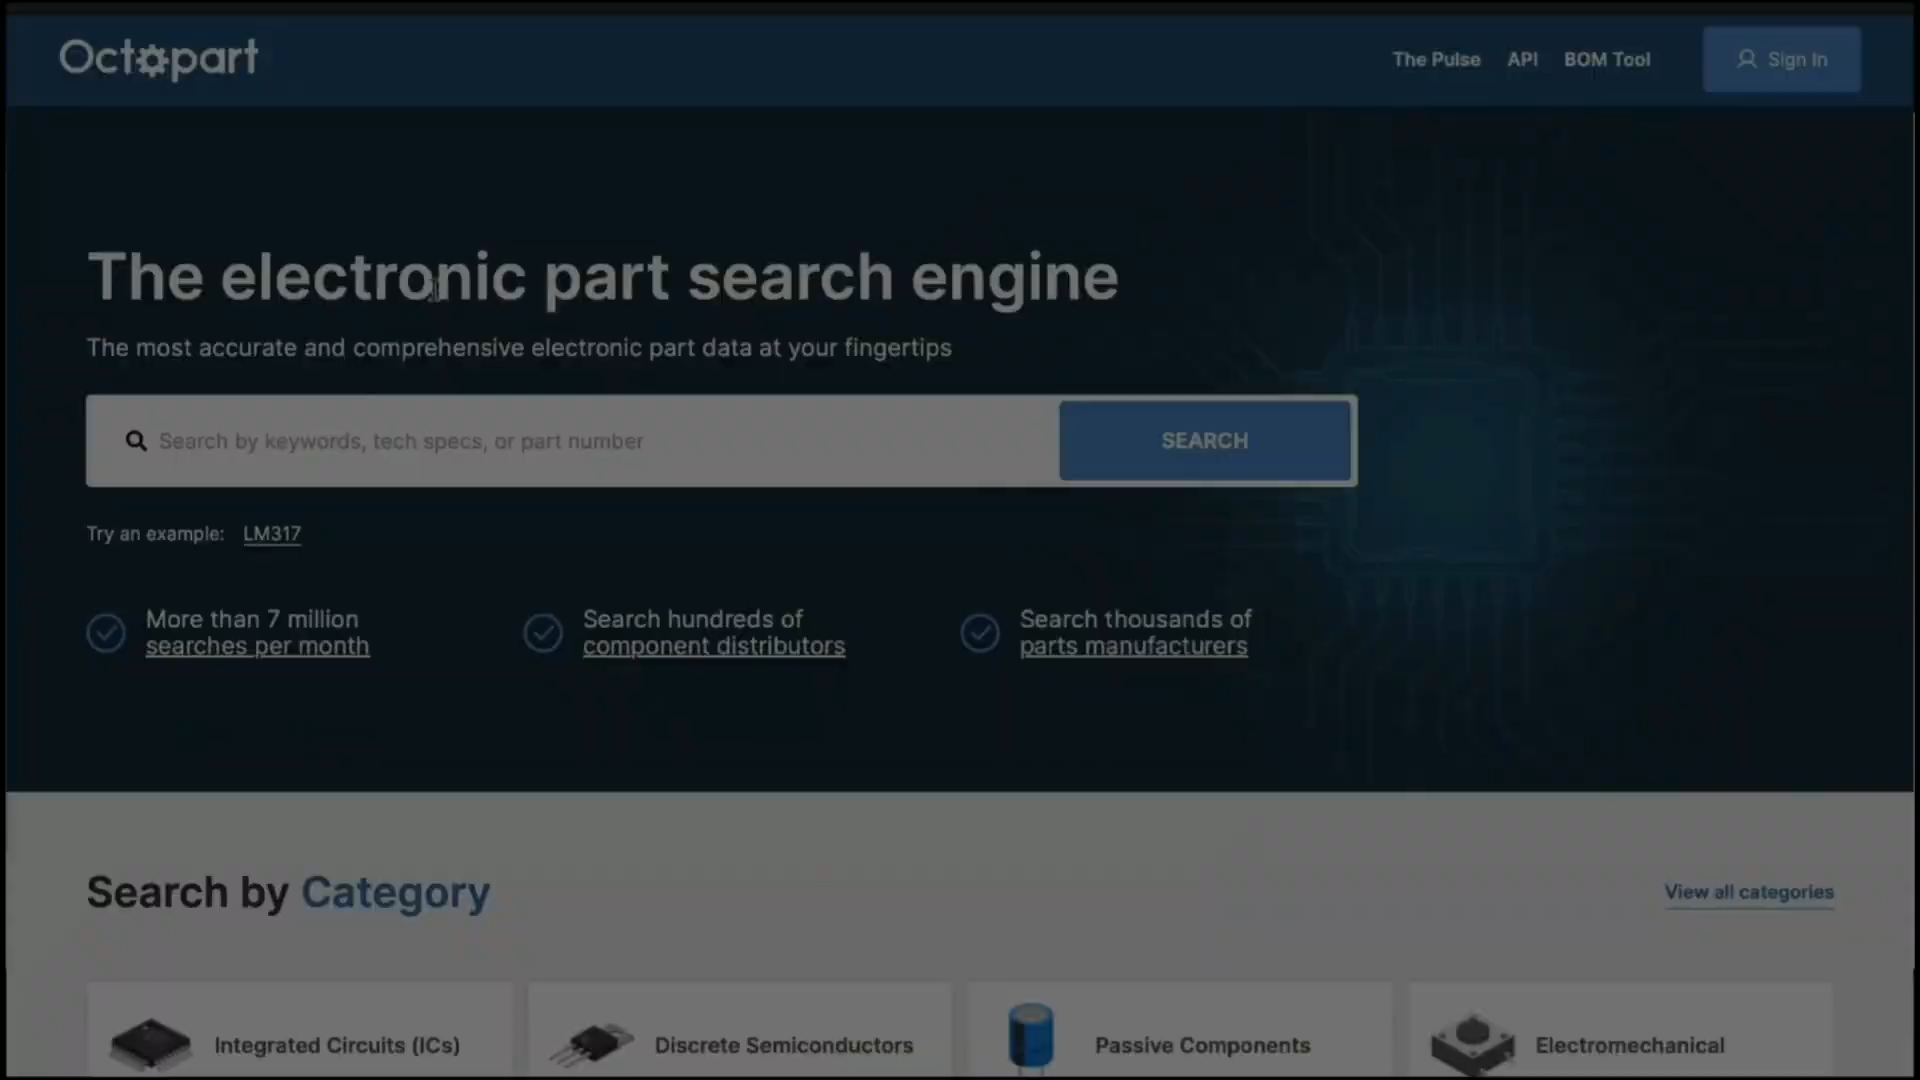 Octopart
The Pulse API BOM Tool Sign In
The electronic part search engine
The most accurate and comprehensive electronic part data at your fingertips
Search by keywords, tech specs, or part number SEARCH
Try an example: LM317
More than 7 million
searches per month
Search hundreds of
component distributors
Search thousands of
parts manufacturers
Search by Category View all categories
Integrated Circuits (ICs) Discrete Semiconductors Passive Components Electromechanical